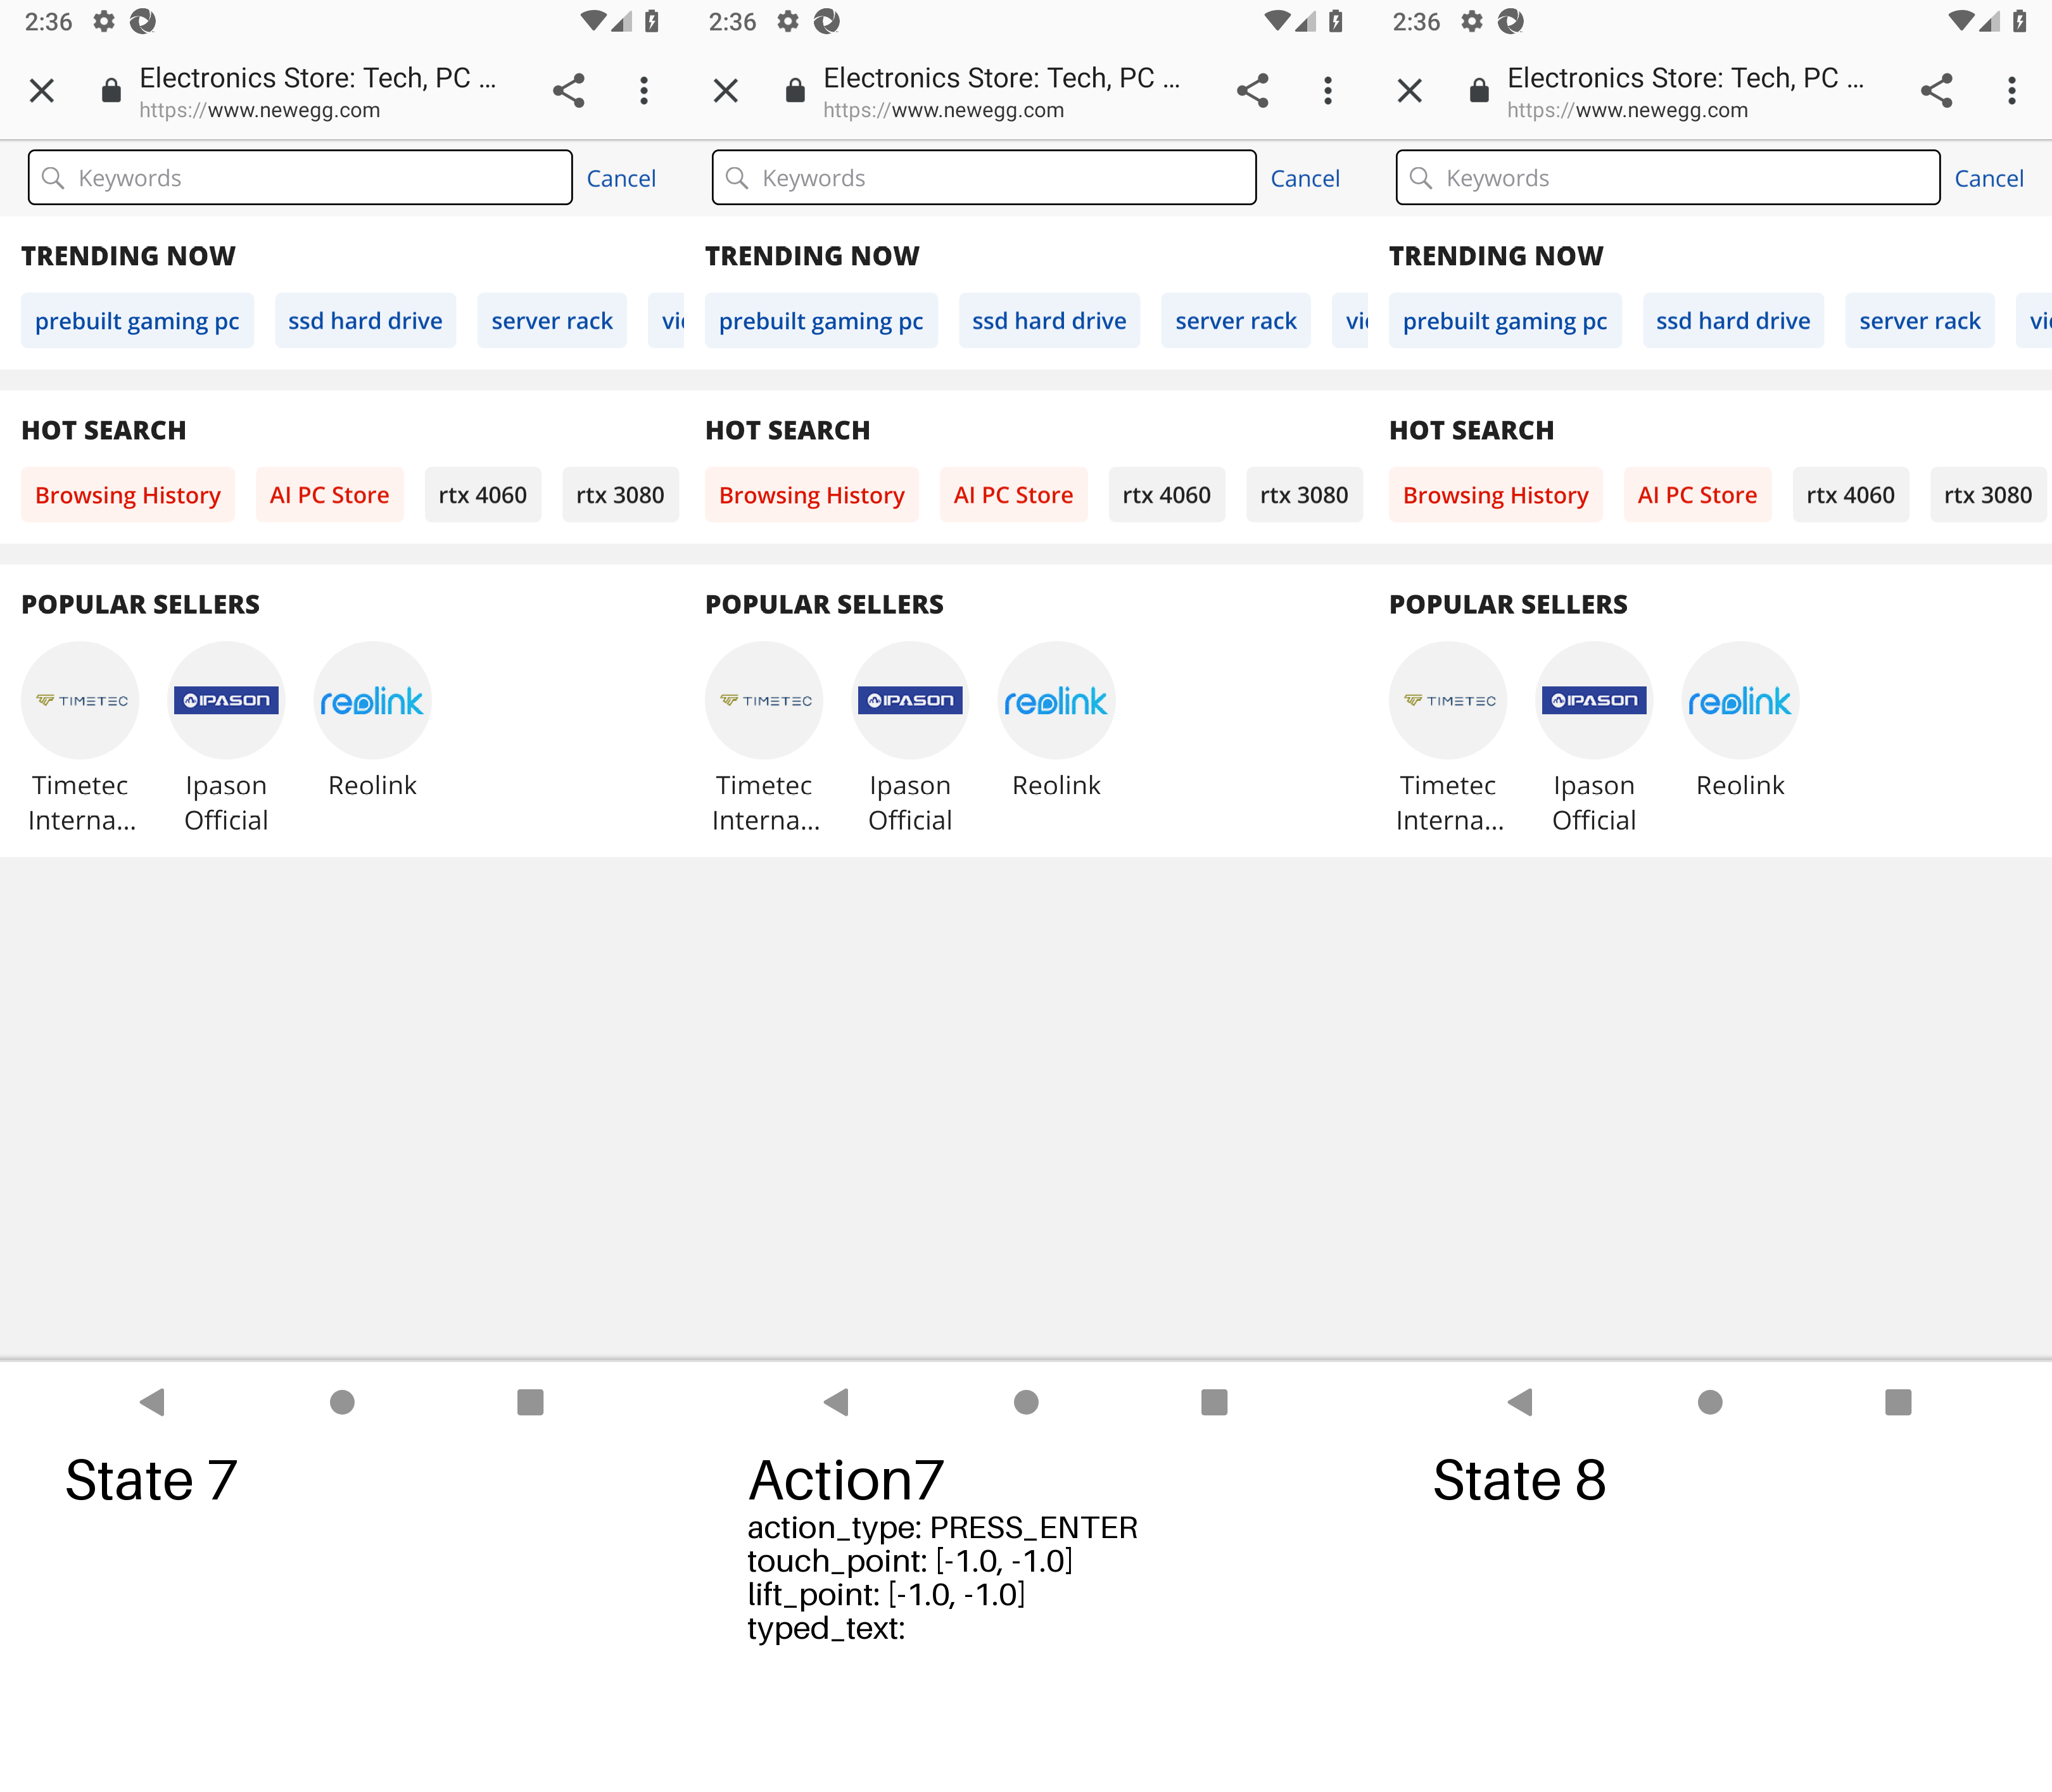 2:36
Electronics Store: Tech, PC ...
https://www.newegg.com
Keywords
Cancel
TRENDING NOW
prebuilt gaming pc
ssd hard drive
server rack
vi
HOT SEARCH
Browsing History
AI PC Store
rtx 4060
rtx 3080
POPULAR SELLERS
TIMETEC
IPASON
reolink
Timetec
Interna...
Ipason
Official
Reolink
State 7
2:36
Electronics Store: Tech, PC ...
https://www.newegg.com
Keywords
Cancel
TRENDING NOW
prebuilt gaming pc
ssd hard drive
server rack
vi
HOT SEARCH
Browsing History
AI PC Store
rtx 4060
rtx 3080
POPULAR SELLERS
TIMETEC
IPASON
reolink
Timetec
Interna...
Ipason
Official
Reolink
Action7
action_type: PRESS_ENTER
touch_point: [-1.0, -1.0]
lift_point: [-1.0, -1.0]
typed_text:
2:36
Electronics Store: Tech, PC ...
https://www.newegg.com
Keywords
Cancel
TRENDING NOW
prebuilt gaming pc
ssd hard drive
server rack
vi
HOT SEARCH
Browsing History
AI PC Store
rtx 4060
rtx 3080
POPULAR SELLERS
TIMETEC
IPASON
reolink
Timetec
Interna...
Ipason
Official
Reolink
State 8